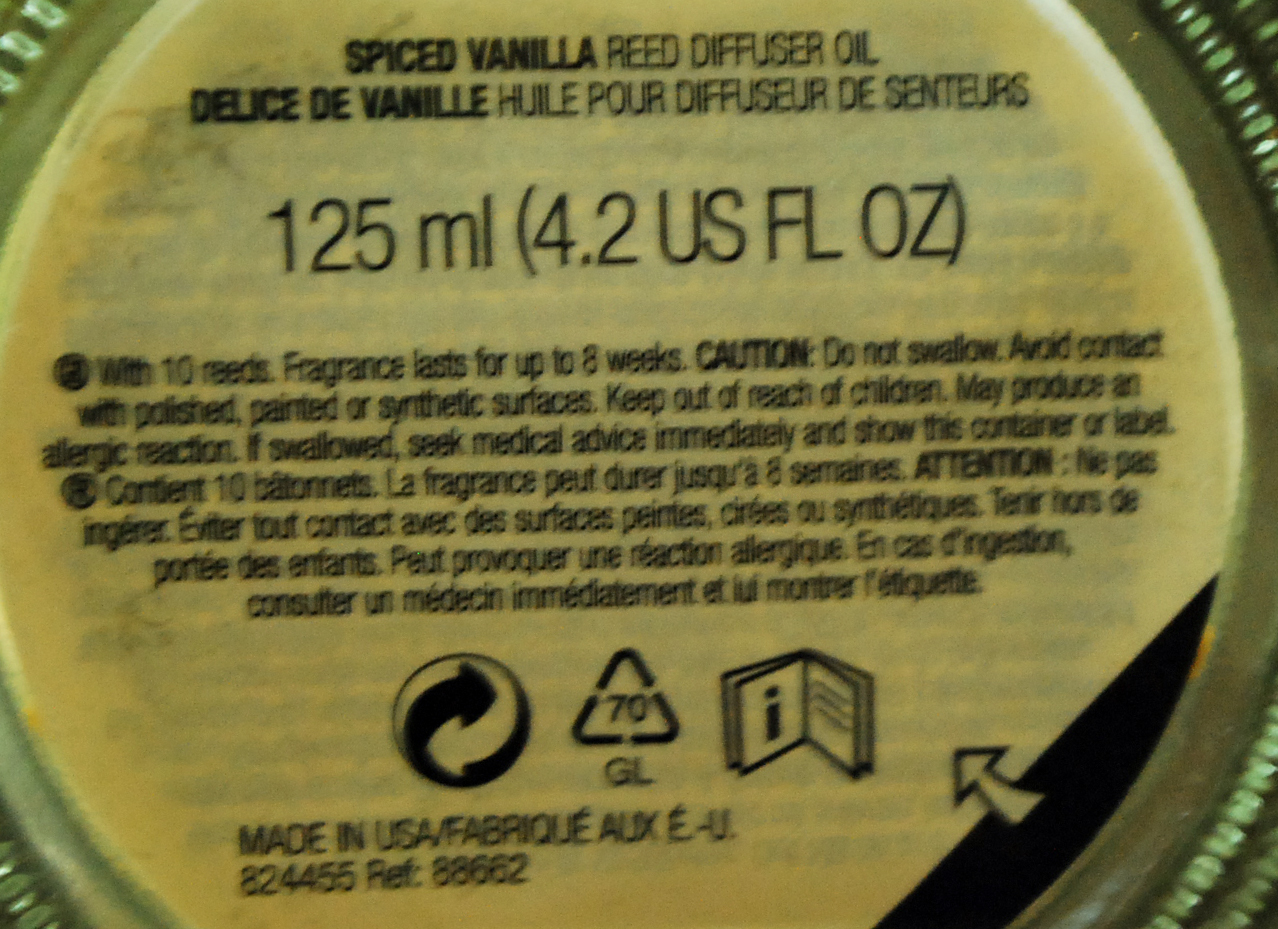 SPICED VANILLA REED DIFFUSER OIL
DELICE DE VANILLE HUILE POUR DIFFUSEUR DE SENTEURS
125 ml (4.2 US FL OZ)
With 10 reeds. Fragrance lasts for up to 8 weeks. CAUTION: Do not swallow. Avoid contact
with polished, painted or synthetic surfaces. Keep out of reach of children. May produce an
allergic reaction. If swallowed, seek medical advice immediately and show this container or label.
Contient 10 bâtonnets. La fragrance peut durer jusqu'à 8 semaines. ATTENTION : Ne pas
ingérer. Éviter tout contact avec des surfaces peintes, cirées ou synthétiques. Tenir hors de
portée des enfants. Peut provoquer une réaction allergique. En cas d'ingestion,
consulter un médecin immédiatement et lui montrer l'étiquette.
70
GL
i
MADE IN USA/FABRIQUÉ AUX É.-U.
824455 Ref: 88662